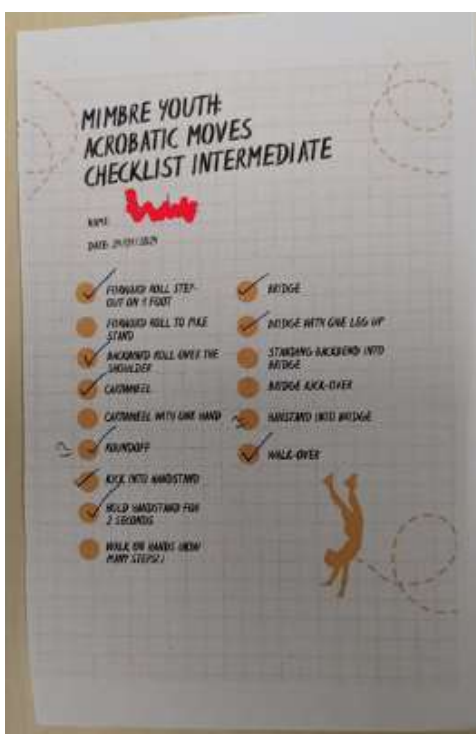 MIMBRE YOUTH:
ACROBATIC MOVES
CHECKLIST INTERMEDIATE
NAME:
DATE:
FORWARD ROLL STEP-
OUT ON 1 FOOT
FORWARD ROLL TO PIKE
STAND
BACKWARD ROLL OVER THE
SHOULDER
CARTWHEEL
CARTWHEEL WITH ONE HAND
ROUNDOFF
KICK INTO HANDSTAND
HOLD HANDSTAND FOR
2 SECONDS
WALK ON HANDS (HOW
MANY STEPS?)
BRIDGE
BRIDGE WITH ONE LEG UP
STANDING BACKBEND INTO
BRIDGE
BRIDGE KICK-OVER
HANSTAND INTO BRIDGE
WALK-OVER